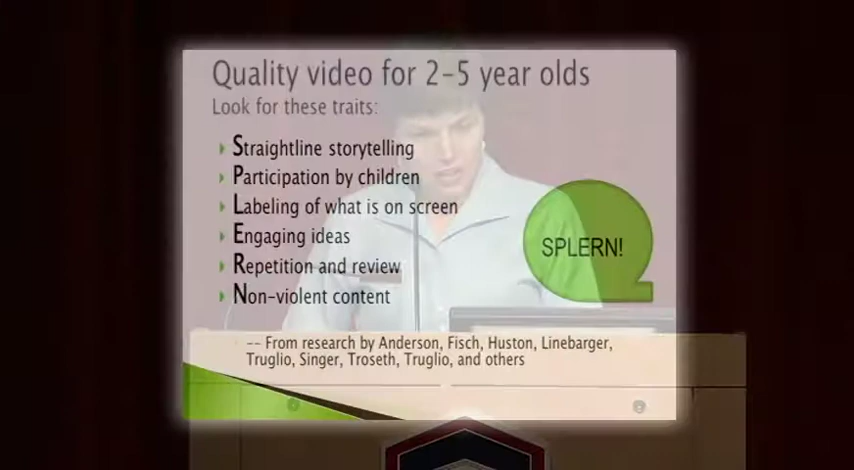 Quality video for 2-5 year olds
Look for these traits:
Straightline storytelling
Participation by children
Labeling of what is on screen
Engaging ideas
Repetition and review
Non-violent content
SPLERN!
-- From research by Anderson, Fisch, Huston, Linebarger,
Truglio, Singer, Troseth, Truglio, and others